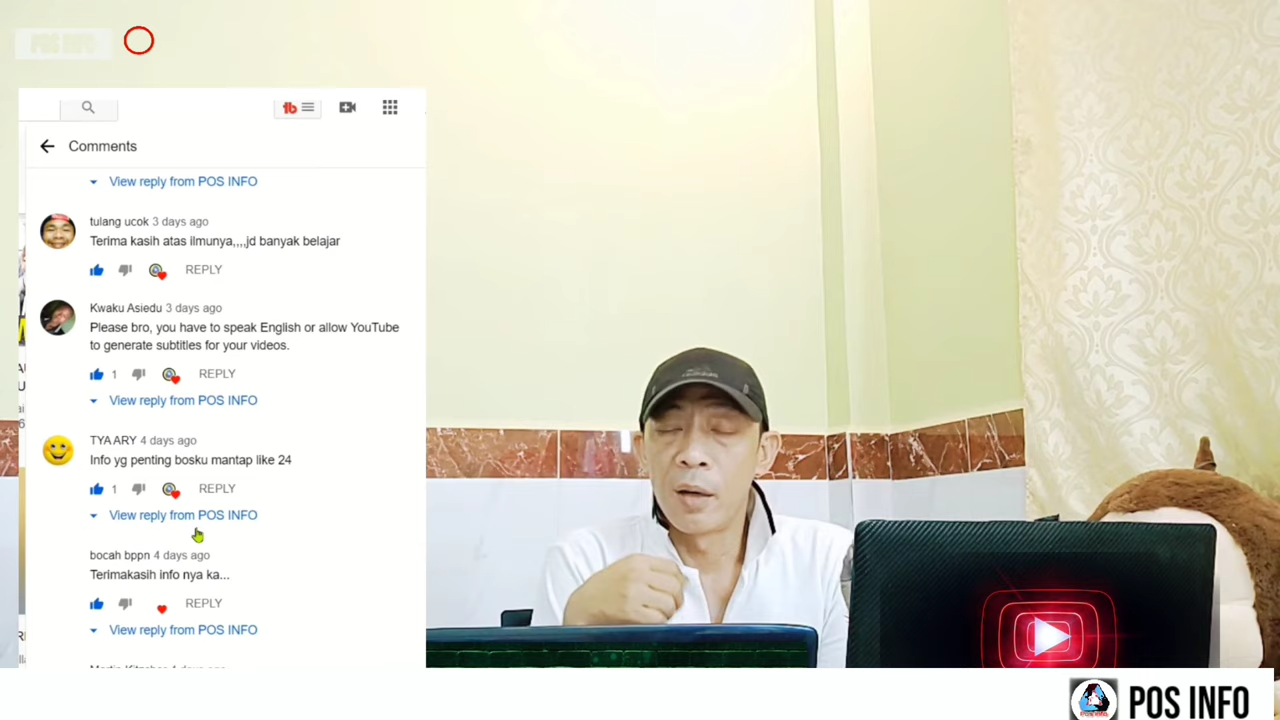 POS INFO
Comments
View reply from POS INFO
tulang ucok 3 days ago
Terima kasih atas ilmunya,,,,jd banyak belajar
REPLY
Kwaku Asiedu 3 days ago
Please bro, you have to speak English or allow YouTube
to generate subtitles for your videos.
1 REPLY
View reply from POS INFO
TYA ARY 4 days ago
Info yg penting bosku mantap like 24
1 REPLY
View reply from POS INFO
bocah bppn 4 days ago
Terimakasih info nya ka...
REPLY
View reply from POS INFO
POS INFO